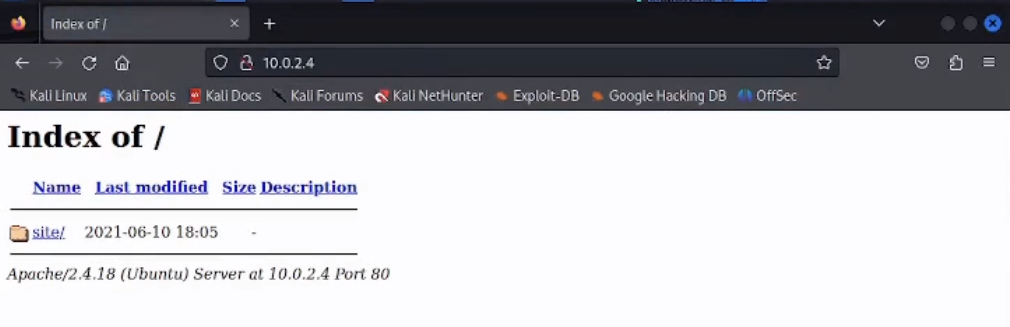 Index of /
10.0.2.4
Kali Linux Kali Tools Kali Docs Kali Forums Kali NetHunter Exploit-DB Google Hacking DB OffSec
Index of /
Name Last modified Size Description
site/ 2021-06-10 18:05 -
Apache/2.4.18 (Ubuntu) Server at 10.0.2.4 Port 80